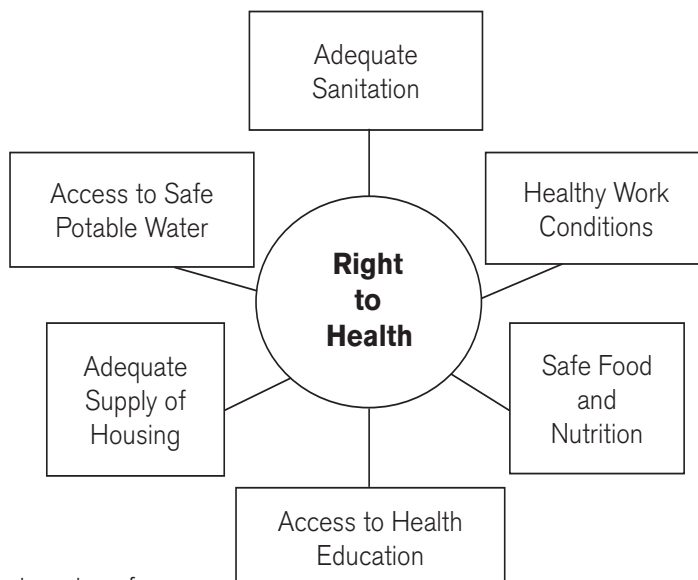 Adequate
Sanitation
Access to Safe
Potable Water
Healthy Work
Conditions
Right
to
Health
Adequate
Supply of
Housing
Safe Food
and
Nutrition
Access to Health
Education